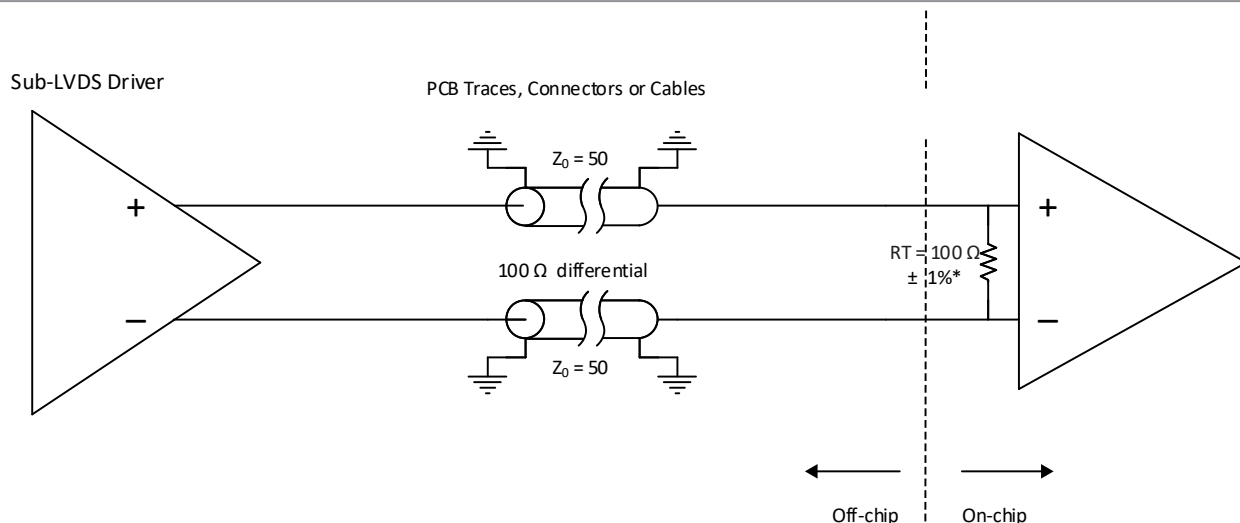 Sub-LVDS Driver
PCB Traces, Connectors or Cables
Z₀ = 50
+
+
RT = 100 Ω
± 1%*
100 Ω differential
−
−
Z₀ = 50
Off-chip
On-chip